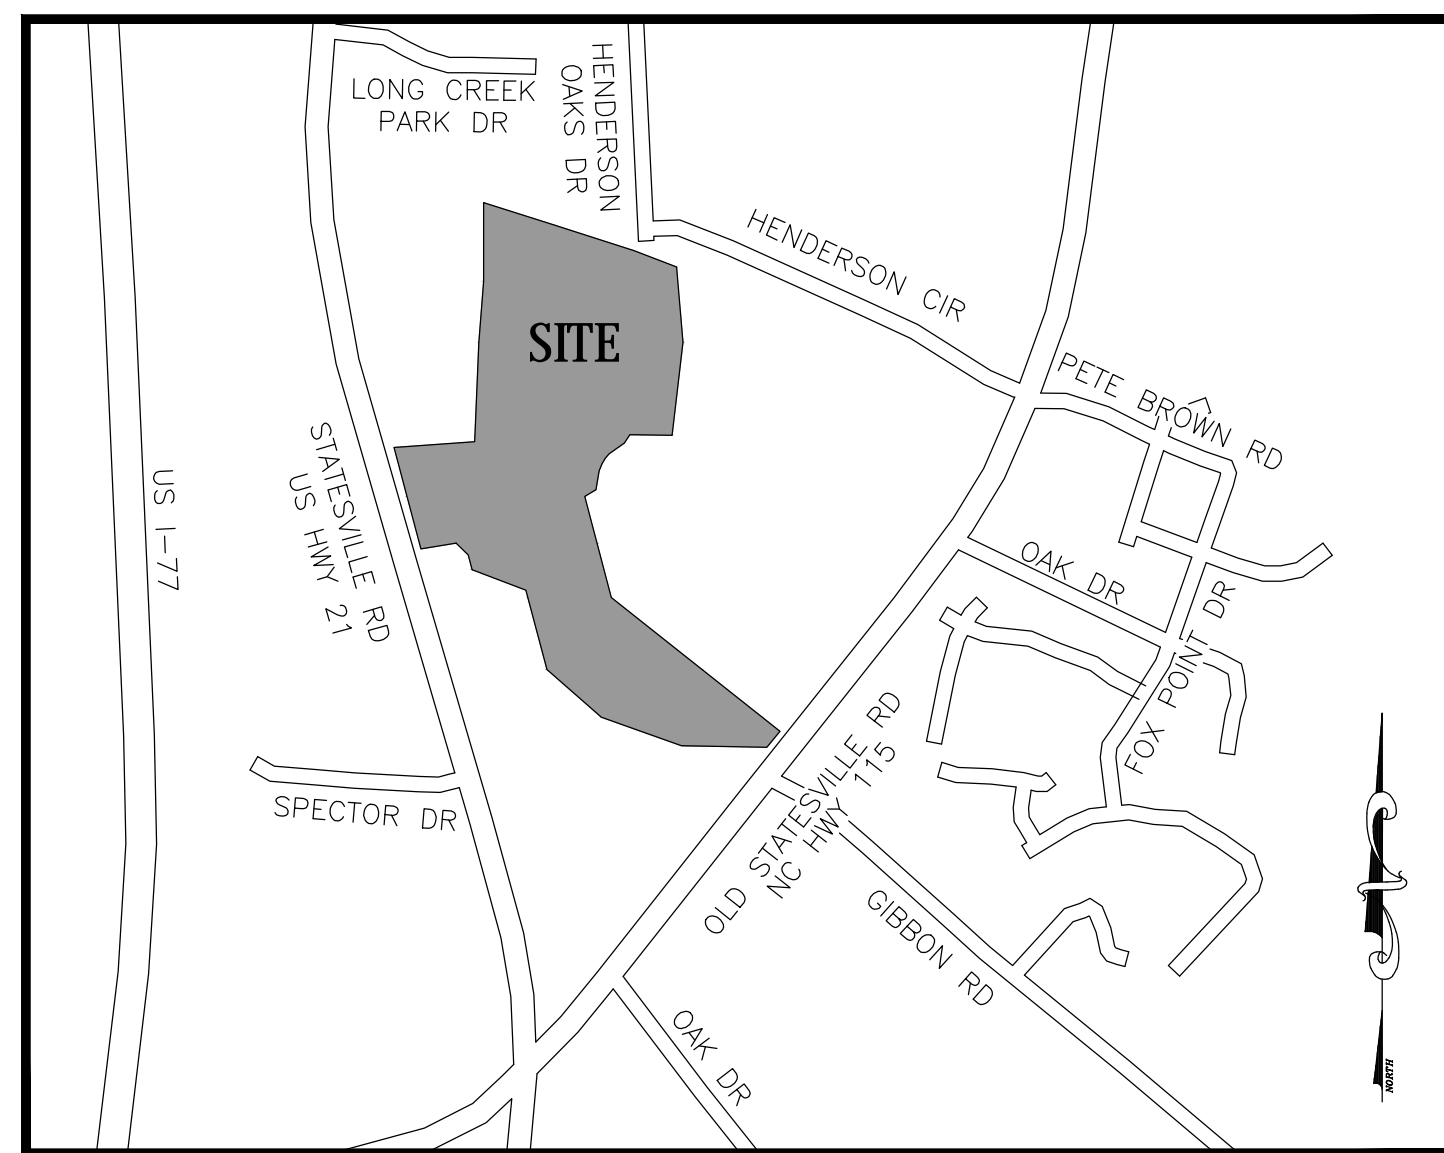 LONG CREEK
PARK DR
HENDERSON
OAKS DR
HENDERSON CIR
SITE
PETE BROWN RD
STATESVILLE RD
US HWY 21
US I-77
OAK DR
FOX POINT DR
SPECTOR DR
OLD STATESVILLE RD
NC HWY 115
GIBBON RD
OAK DR
NORTH